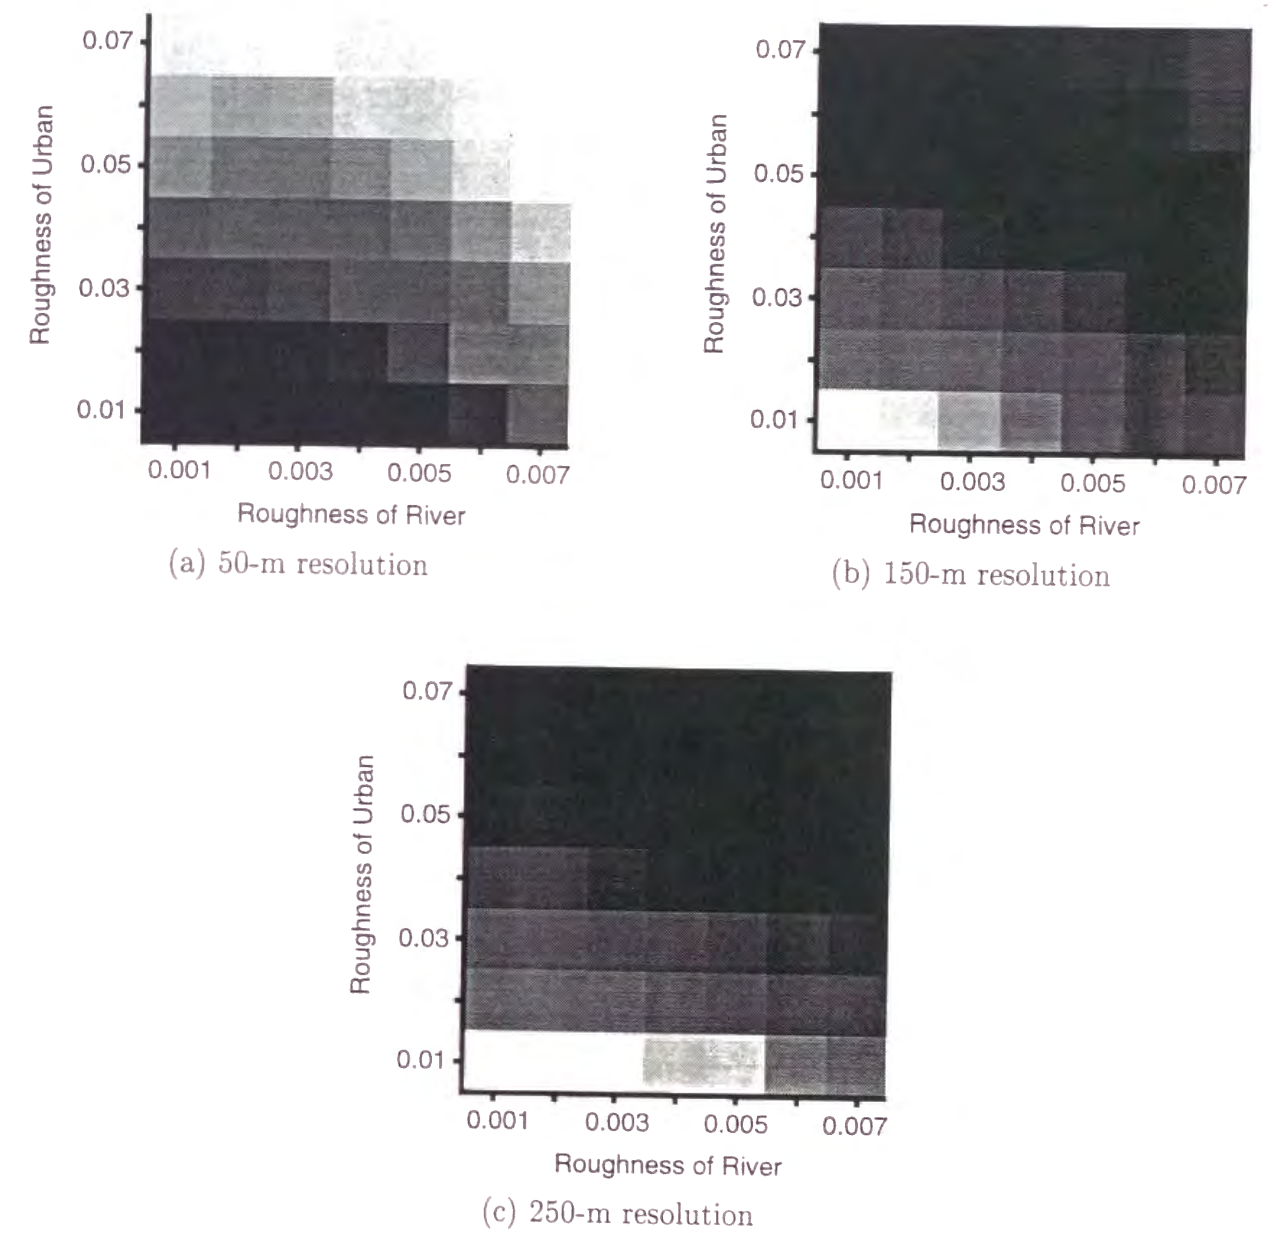 Roughness of Urban
0.07
0.05
0.03
0.01
0.001 0.003 0.005 0.007
Roughness of River
(a) 50-m resolution
Roughness of Urban
0.07
0.05
0.03
0.01
0.001 0.003 0.005 0.007
Roughness of River
(b) 150-m resolution
Roughness of Urban
0.07
0.05
0.03
0.01
0.001 0.003 0.005 0.007
Roughness of River
(c) 250-m resolution